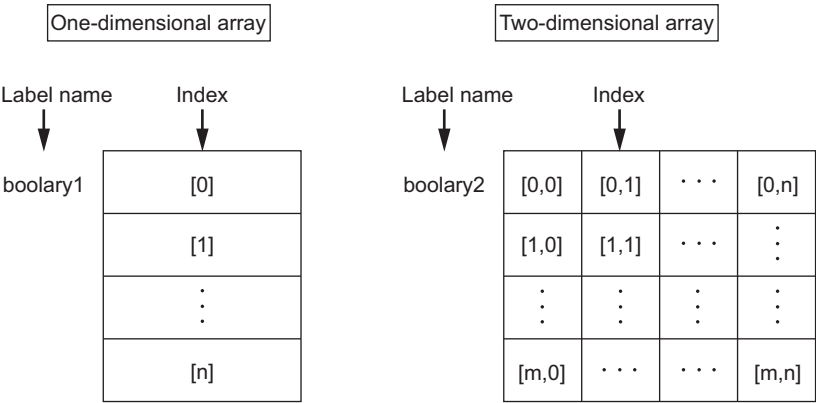 One-dimensional array
Label name Index
boolary1 [0]
[1]
⋮
[n]
Two-dimensional array
Label name Index
boolary2 [0,0] [0,1] ··· [0,n]
[1,0] [1,1] ··· ⋮
⋮ ⋮ ⋮ ⋮
[m,0] ··· ··· [m,n]